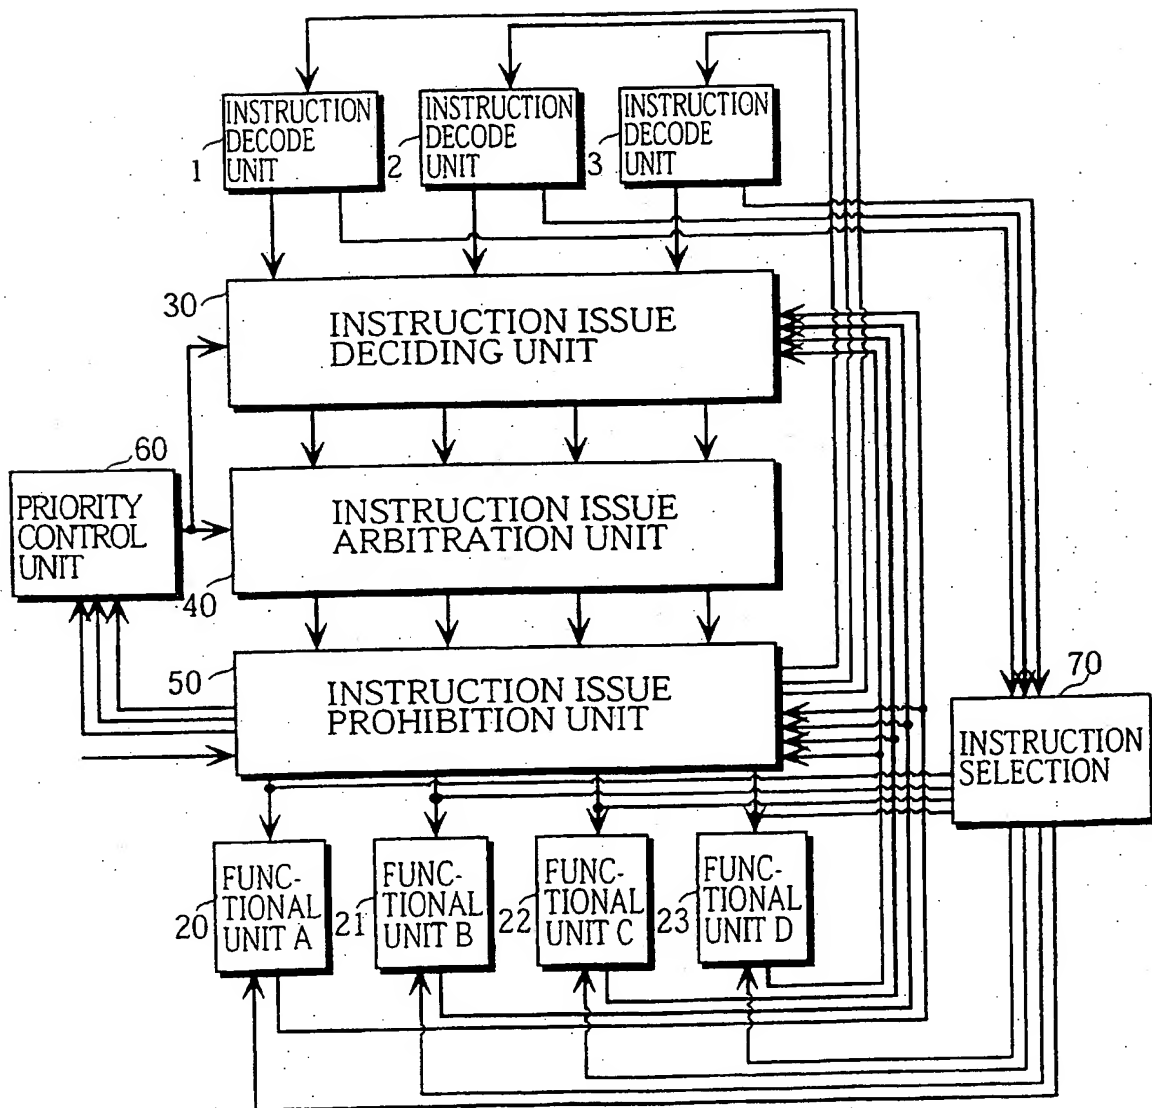 INSTRUCTION
DECODE
UNIT
1
INSTRUCTION
DECODE
UNIT
2
INSTRUCTION
DECODE
UNIT
3
30
INSTRUCTION ISSUE
DECIDING UNIT
60
PRIORITY
CONTROL
UNIT
INSTRUCTION ISSUE
ARBITRATION UNIT
40
50
INSTRUCTION ISSUE
PROHIBITION UNIT
70
INSTRUCTION
SELECTION
FUNC-
TIONAL
UNIT A
20
FUNC-
TIONAL
UNIT B
21
FUNC-
TIONAL
UNIT C
22
FUNC-
TIONAL
UNIT D
23